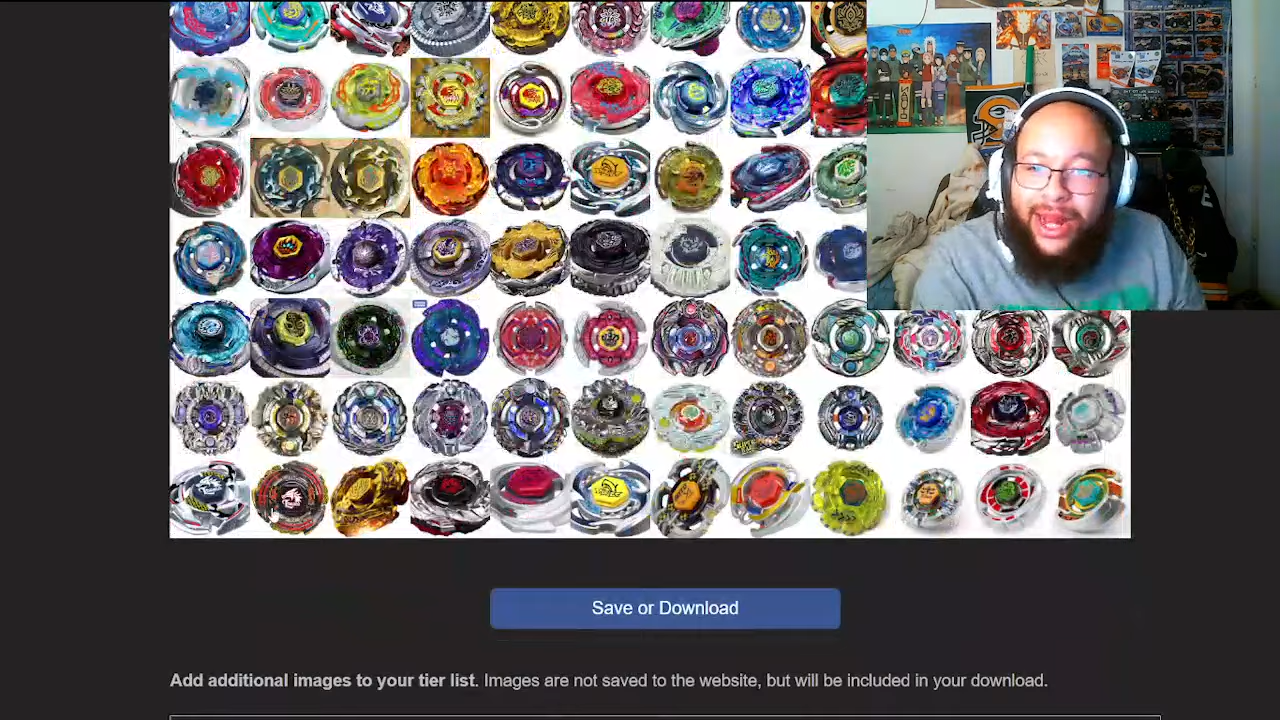 Save or Download
Add additional images to your tier list. Images are not saved to the website, but will be included in your download.